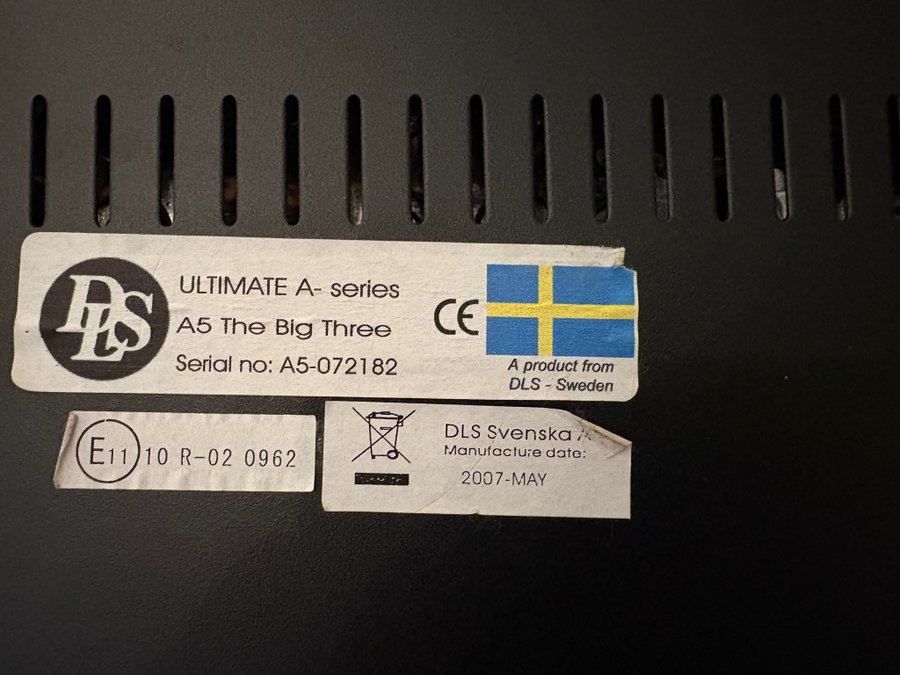 DLS
ULTIMATE A- series
A5 The Big Three
Serial no: A5-072182
CE
A product from
DLS - Sweden
E11 10 R-02 0962
DLS Svenska
Manufacture date:
2007-MAY